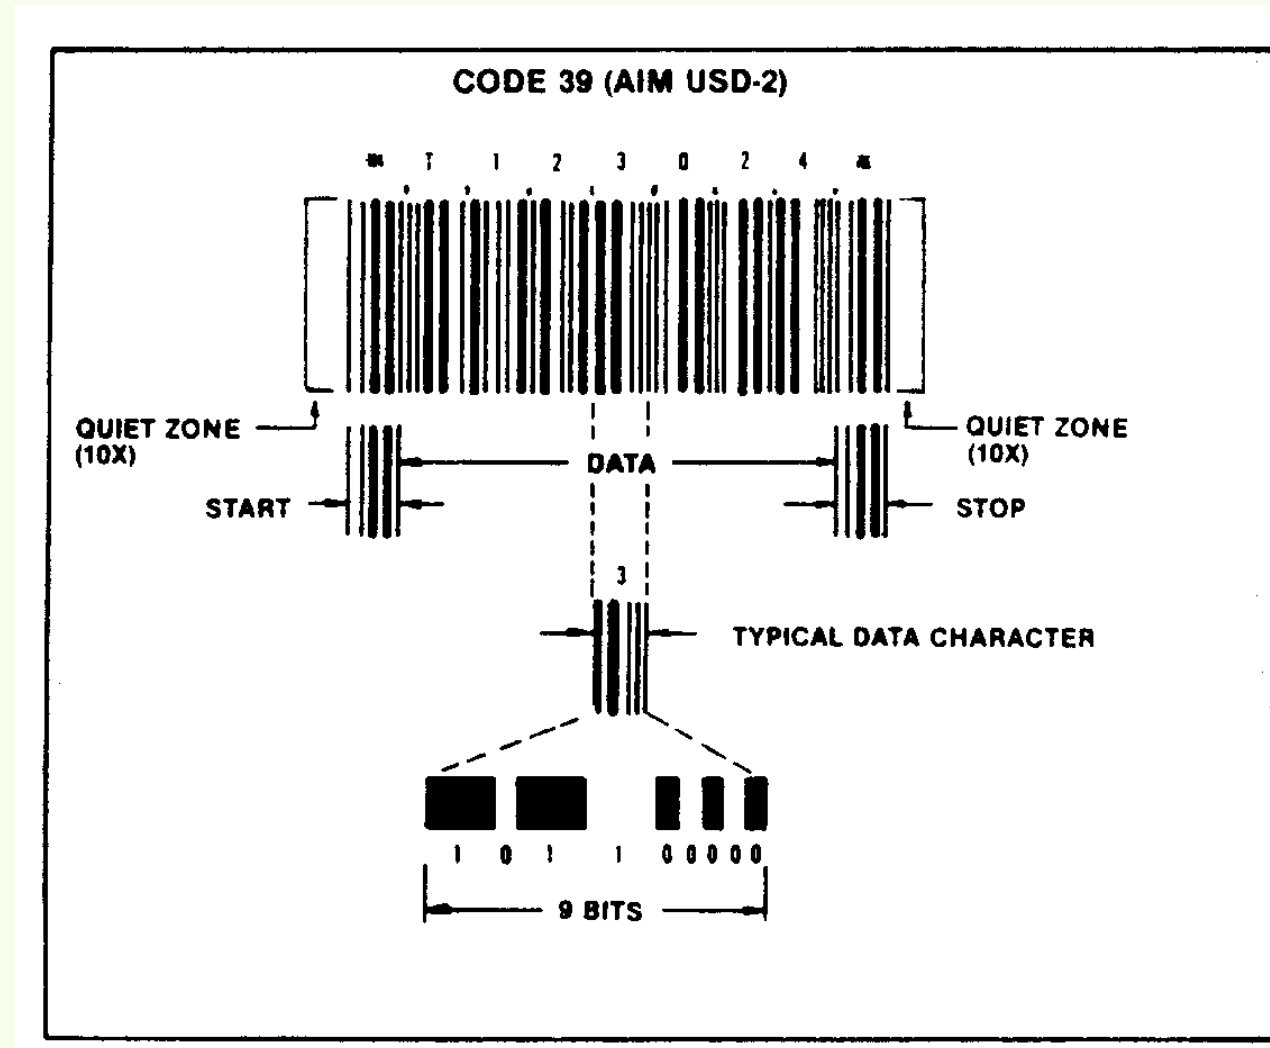 CODE 39 (AIM USD-2)
* T 1 2 3 0 2 4 *
QUIET ZONE
(10X)
QUIET ZONE
(10X)
DATA
START
STOP
3
TYPICAL DATA CHARACTER
1 0 1 1 0 0 0 0 0
9 BITS